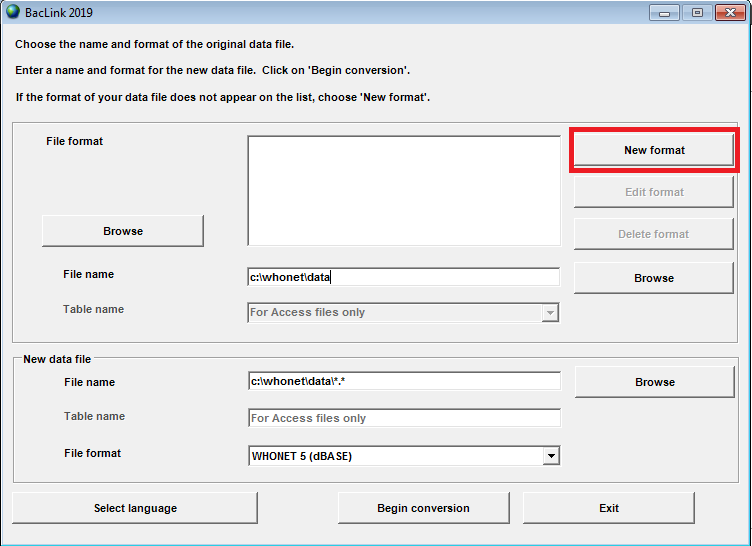 BacLink 2019
Choose the name and format of the original data file.
Enter a name and format for the new data file. Click on 'Begin conversion'.
If the format of your data file does not appear on the list, choose 'New format'.
File format
New format
Edit format
Browse
Delete format
File name
c:\whonet\data
Browse
Table name
For Access files only
New data file
File name
c:\whonet\data\*.*
Browse
Table name
For Access files only
File format
WHONET 5 (dBASE)
Select language
Begin conversion
Exit